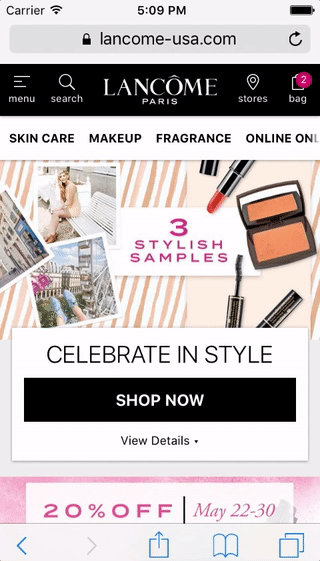 Carrier 5:09 PM
lancome-usa.com
menu search LANCÔME PARIS stores bag 2
SKIN CARE MAKEUP FRAGRANCE ONLINE ONL
3
STYLISH
SAMPLES
CELEBRATE IN STYLE
SHOP NOW
View Details
20% OFF | May 22-30